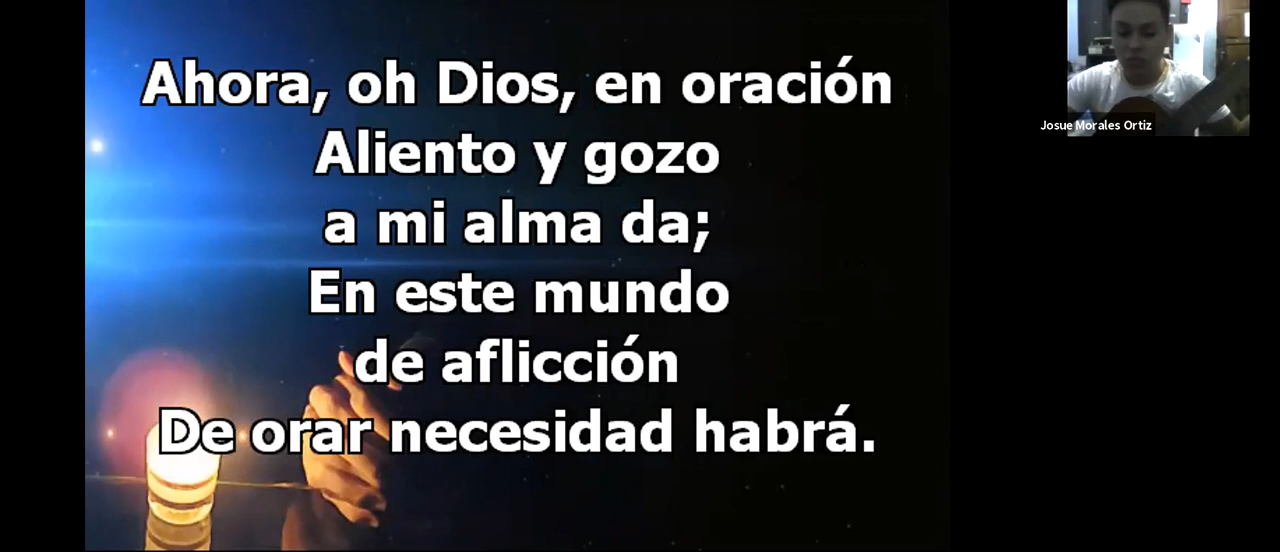 Ahora, oh Dios, en oración
Aliento y gozo
a mi alma da;
En este mundo
de aflicción
De orar necesidad habrá.
Josue Morales Ortiz